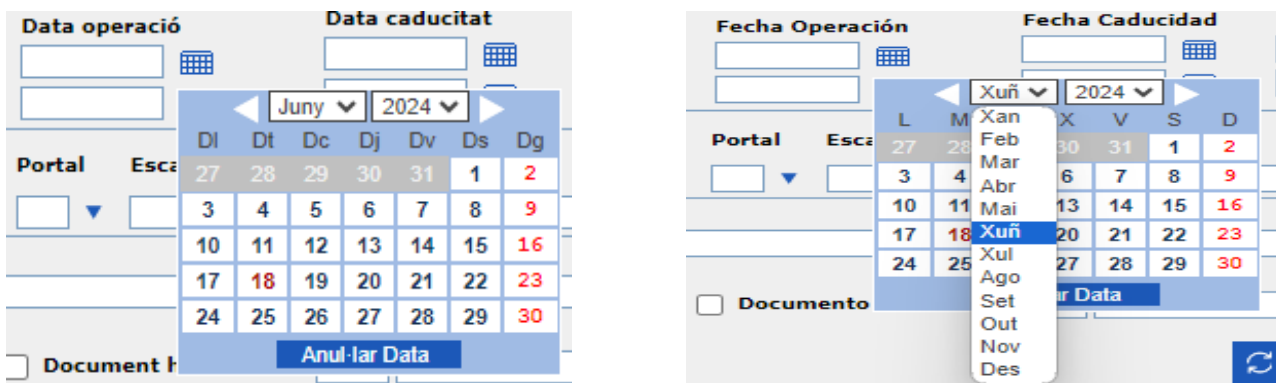 Data operació
Data caducitat
Juny 2024
Dl Dt Dc Dj Dv Ds Dg
27 28 29 30 31 1 2
3 4 5 6 7 8 9
10 11 12 13 14 15 16
17 18 19 20 21 22 23
24 25 26 27 28 29 30
Anul·lar Data
Portal
Document
Fecha Operación
Fecha Caducidad
Xuñ 2024
L M X V S D
27 30 31 1 2
3 4 6 7 8 9
10 11 13 14 15 16
17 18 20 21 22 23
24 25 27 28 29 30
Data
Xan
Feb
Mar
Abr
Mai
Xuñ
Xul
Ago
Set
Out
Nov
Des
Portal
Documento